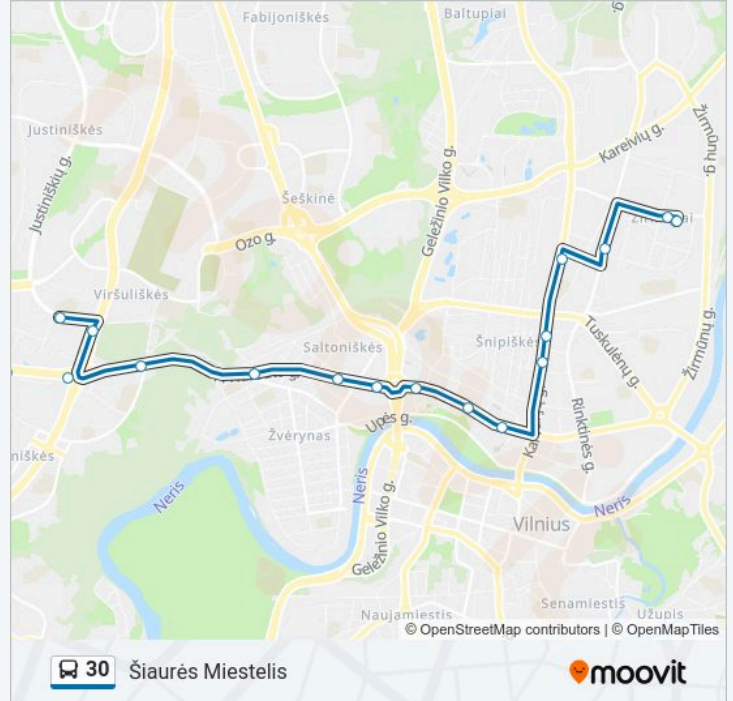 Fabijoniškės
Baltupiai
Žirmūnų g.
Kareivių g.
Justiniškės
Justiniškių g.
Šeškinė
Geležinio Vilko g.
Ozo g.
Viršuliškės
Saltoniškės
Šnipiškės
Tuskulėnų g.
Žirmūnų g.
Rinktinės g.
Upės g.
Žvėrynas
Neris
Neris
Geležinio Vilko g.
Vilnius
Neris
Senamiestis
Užupis
Naujamiestis
© OpenStreetMap contributors | © OpenMapTiles
30 Šiaurės Miestelis
moovit